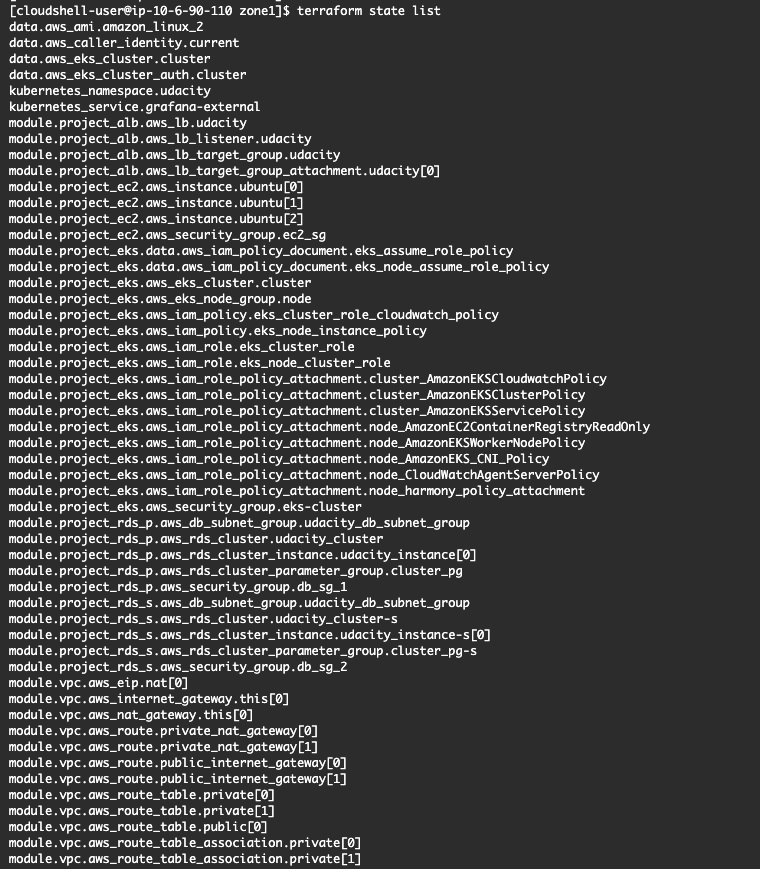 [cloudshell-user@ip-10-6-90-110 zone1]$ terraform state list
data.aws_ami.amazon_linux_2
data.aws_caller_identity.current
data.aws_eks_cluster.cluster
data.aws_eks_cluster_auth.cluster
kubernetes_namespace.udacity
kubernetes_service.grafana-external
module.project_alb.aws_lb.udacity
module.project_alb.aws_lb_listener.udacity
module.project_alb.aws_lb_target_group.udacity
module.project_alb.aws_lb_target_group_attachment.udacity[0]
module.project_ec2.aws_instance.ubuntu[0]
module.project_ec2.aws_instance.ubuntu[1]
module.project_ec2.aws_instance.ubuntu[2]
module.project_ec2.aws_security_group.ec2_sg
module.project_eks.data.aws_iam_policy_document.eks_assume_role_policy
module.project_eks.data.aws_iam_policy_document.eks_node_assume_role_policy
module.project_eks.aws_eks_cluster.cluster
module.project_eks.aws_eks_node_group.node
module.project_eks.aws_iam_policy.eks_cluster_role_cloudwatch_policy
module.project_eks.aws_iam_policy.eks_node_instance_policy
module.project_eks.aws_iam_role.eks_cluster_role
module.project_eks.aws_iam_role.eks_node_cluster_role
module.project_eks.aws_iam_role_policy_attachment.cluster_AmazonEKSCloudwatchPolicy
module.project_eks.aws_iam_role_policy_attachment.cluster_AmazonEKSClusterPolicy
module.project_eks.aws_iam_role_policy_attachment.cluster_AmazonEKSServicePolicy
module.project_eks.aws_iam_role_policy_attachment.node_AmazonEC2ContainerRegistryReadOnly
module.project_eks.aws_iam_role_policy_attachment.node_AmazonEKSWorkerNodePolicy
module.project_eks.aws_iam_role_policy_attachment.node_AmazonEKS_CNI_Policy
module.project_eks.aws_iam_role_policy_attachment.node_CloudWatchAgentServerPolicy
module.project_eks.aws_iam_role_policy_attachment.node_harmony_policy_attachment
module.project_eks.aws_security_group.eks-cluster
module.project_rds_p.aws_db_subnet_group.udacity_db_subnet_group
module.project_rds_p.aws_rds_cluster.udacity_cluster
module.project_rds_p.aws_rds_cluster_instance.udacity_instance[0]
module.project_rds_p.aws_rds_cluster_parameter_group.cluster_pg
module.project_rds_p.aws_security_group.db_sg_1
module.project_rds_s.aws_db_subnet_group.udacity_db_subnet_group
module.project_rds_s.aws_rds_cluster.udacity_cluster-s
module.project_rds_s.aws_rds_cluster_instance.udacity_instance-s[0]
module.project_rds_s.aws_rds_cluster_parameter_group.cluster_pg-s
module.project_rds_s.aws_security_group.db_sg_2
module.vpc.aws_eip.nat[0]
module.vpc.aws_internet_gateway.this[0]
module.vpc.aws_nat_gateway.this[0]
module.vpc.aws_route.private_nat_gateway[0]
module.vpc.aws_route.private_nat_gateway[1]
module.vpc.aws_route.public_internet_gateway[0]
module.vpc.aws_route.public_internet_gateway[1]
module.vpc.aws_route_table.private[0]
module.vpc.aws_route_table.private[1]
module.vpc.aws_route_table.public[0]
module.vpc.aws_route_table_association.private[0]
module.vpc.aws_route_table_association.private[1]